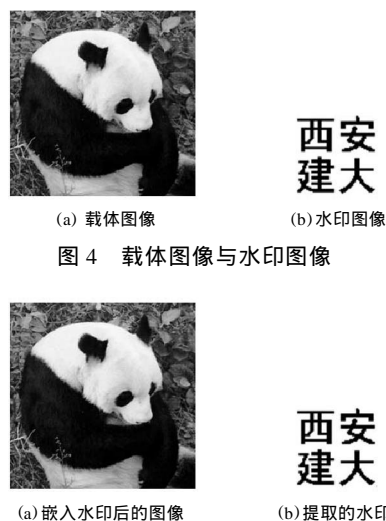 西安
建大
(a) 载体图像
(b)水印图像
图 4 载体图像与水印图像
西安
建大
(a)嵌入水印后的图像
(b)提取的水印